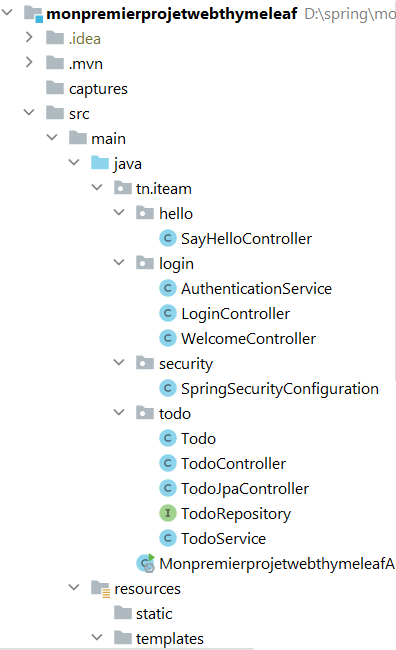 monpremierprojetwebthymeleaf D:\spring\mo
.idea
.mvn
captures
src
main
java
tn.iteam
hello
SayHelloController
login
AuthenticationService
LoginController
WelcomeController
security
SpringSecurityConfiguration
todo
Todo
TodoController
TodoJpaController
TodoRepository
TodoService
MonpremierprojetwebthymeleafA
resources
static
templates